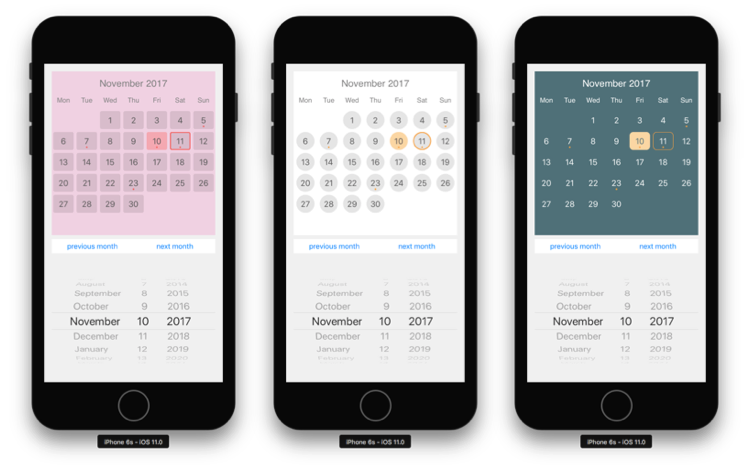 November 2017
Mon Tue Wed Thu Fri Sat Sun
1 2 3 4 5
6 7 8 9 10 11 12
13 14 15 16 17 18 19
20 21 22 23 24 25 26
27 28 29 30
previous month next month
August 7 2014
September 8 2015
October 9 2016
November 10 2017
December 11 2018
January 12 2019
February 13 2020
iPhone 6s - iOS 11.0
November 2017
Mon Tue Wed Thu Fri Sat Sun
1 2 3 4 5
6 7 8 9 10 11 12
13 14 15 16 17 18 19
20 21 22 23 24 25 26
27 28 29 30
previous month next month
August 7 2014
September 8 2015
October 9 2016
November 10 2017
December 11 2018
January 12 2019
February 13 2020
iPhone 6s - iOS 11.0
November 2017
Mon Tue Wed Thu Fri Sat Sun
1 2 3 4 5
6 7 8 9 10 11 12
13 14 15 16 17 18 19
20 21 22 23 24 25 26
27 28 29 30
previous month next month
August 7 2014
September 8 2015
October 9 2016
November 10 2017
December 11 2018
January 12 2019
February 13 2020
iPhone 6s - iOS 11.0